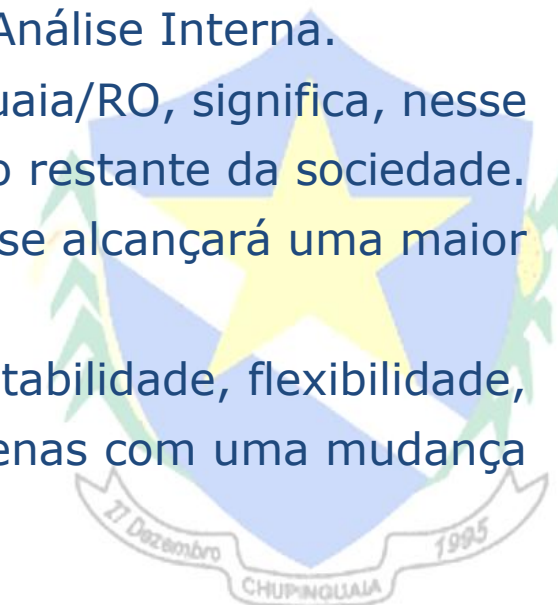 Análise Interna.
uaia/RO, significa, nesse
o restante da sociedade.
se alcançará uma maior
tabilidade, flexibilidade,
enas com uma mudança
27 Dezembro 1995
CHUPINGUAIA